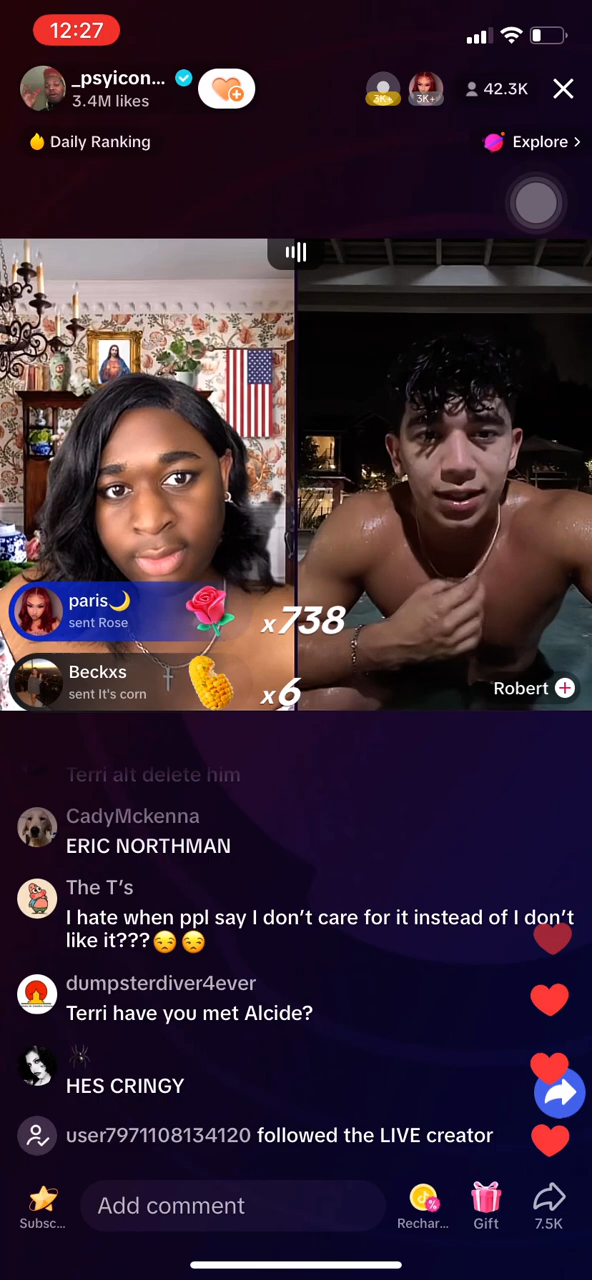 12:27
_psyicon...
3.4M likes
3K+
3K+
42.3K
Daily Ranking
Explore >
paris🌙
sent Rose
x738
Beckxs
sent It's corn
x6
Robert
Terri alt delete him
CadyMckenna
ERIC NORTHMAN
The T's
I hate when ppl say I don't care for it instead of I don't
like it???😒😒
dumpsterdiver4ever
Terri have you met Alcide?
🕷️
HES CRINGY
user7971108134120 followed the LIVE creator
Add comment
Subsc...
Rechar...
Gift
7.5K